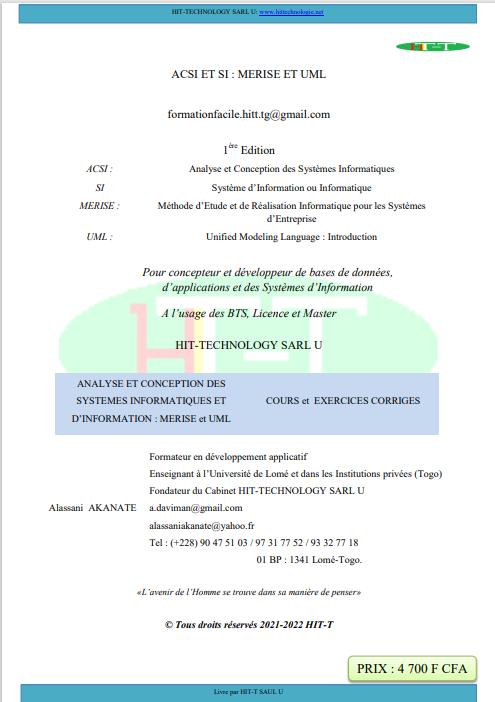 HIT-TECHNOLOGY SARL U: www.hittechnologie.net
HIT-T
ACSI ET SI : MERISE ET UML
formationfacile.hitt.tg@gmail.com
1ère Edition
ACSI : Analyse et Conception des Systèmes Informatiques
SI Système d’Information ou Informatique
MERISE : Méthode d’Etude et de Réalisation Informatique pour les Systèmes
d’Entreprise
UML : Unified Modeling Language : Introduction
Pour concepteur et développeur de bases de données,
d’applications et des Systèmes d’Information
A l’usage des BTS, Licence et Master
HIT-T
HIT-TECHNOLOGY SARL U
ANALYSE ET CONCEPTION DES
SYSTEMES INFORMATIQUES ET
D’INFORMATION : MERISE et UML
COURS et EXERCICES CORRIGES
Formateur en développement applicatif
Enseignant à l’Université de Lomé et dans les Institutions privées (Togo)
Fondateur du Cabinet HIT-TECHNOLOGY SARL U
Alassani AKANATE a.daviman@gmail.com
alassaniakanate@yahoo.fr
Tel : (+228) 90 47 51 03 / 97 31 77 52 / 93 32 77 18
01 BP : 1341 Lomé-Togo.
«L’avenir de l’Homme se trouve dans sa manière de penser»
© Tous droits réservés 2021-2022 HIT-T
PRIX : 4 700 F CFA
Livre par HIT-T SAUL U